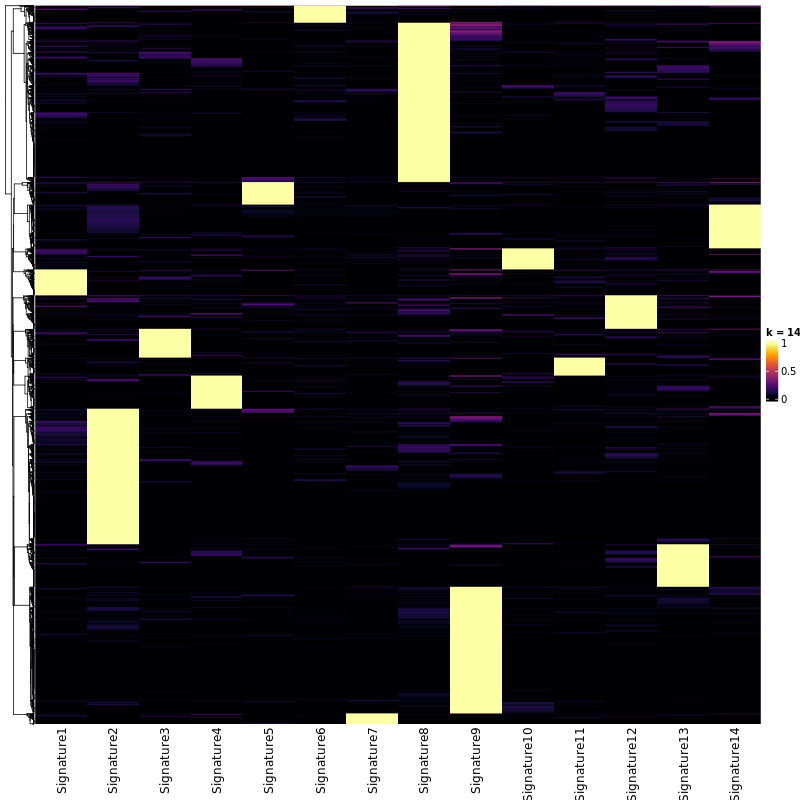 k = 14
1
0.5
0
Signature1
Signature2
Signature3
Signature4
Signature5
Signature6
Signature7
Signature8
Signature9
Signature10
Signature11
Signature12
Signature13
Signature14